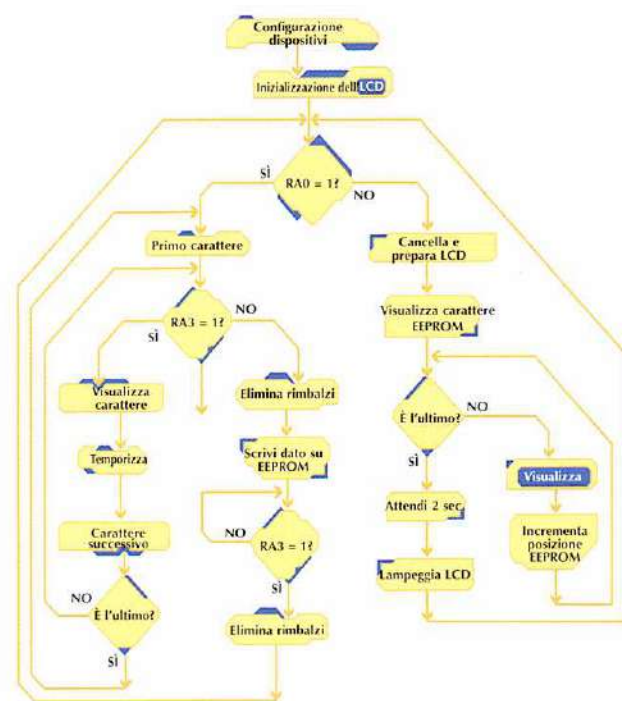 Configurazione
dispositivi
Inizializzazione dell LCD
SÌ
RA0 = 1?
NO
Primo carattere
RA3 = 1?
NO
SÌ
Visualizza
carattere
Temporizza
Carattere
successivo
NO
È l'ultimo?
SÌ
Elimina rimbalzi
Scrivi dato su
EEPROM
NO
RA3 = 1?
SÌ
Elimina rimbalzi
Cancella e
prepara LCD
Visualizza carattere
EEPROM
È l'ultimo?
NO
SÌ
Attendi 2 sec.
Lampeggia LCD
Visualizza
Incrementa
posizione
EEPROM